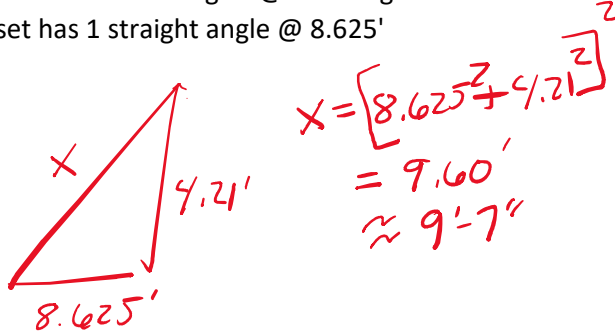 set has 1 straight angle @ 8.625'
x = [8.625² + 4.21²]²
= 9.60'
≈ 9'-7"
x
4.21'
8.625'